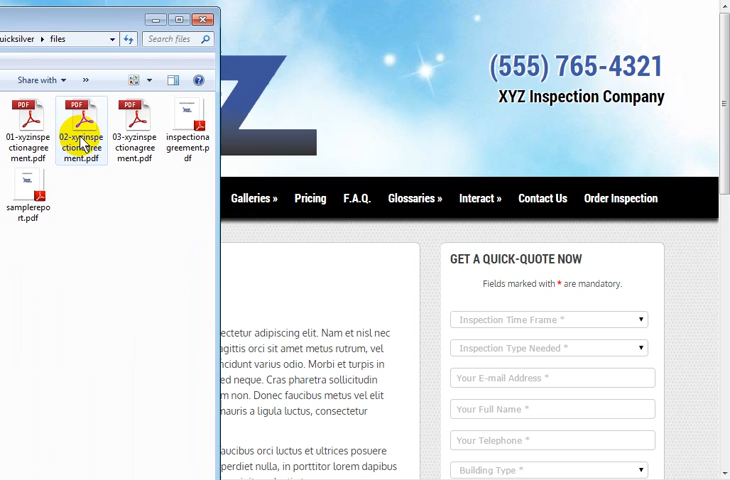 uicksilver ▸ files
Search files
Share with
»
PDF PDF PDF
01-xyzinspe
ctionagree
ment.pdf
02-xyzinspe
ctionagree
ment.pdf
03-xyzinspe
ctionagree
ment.pdf
inspectiona
greement.p
df
samplerepo
rt.pdf
Z
(555) 765-4321
XYZ Inspection Company
Galleries » Pricing F.A.Q. Glossaries » Interact » Contact Us Order Inspection
ectetur adipiscing elit. Nam et nisl nec
agittis orci sit amet metus rutrum, vel
ncidunt varius odio. Morbi et turpis in
ed neque. Cras pharetra sollicitudin
m non. Donec faucibus metus vel elit
mauris a ligula luctus, consectetur
aucibus orci luctus et ultrices posuere
perdiet nulla, in porttitor lorem dapibus
GET A QUICK-QUOTE NOW
Fields marked with * are mandatory.
Inspection Time Frame *
Inspection Type Needed *
Your E-mail Address *
Your Full Name *
Your Telephone *
Building Type *